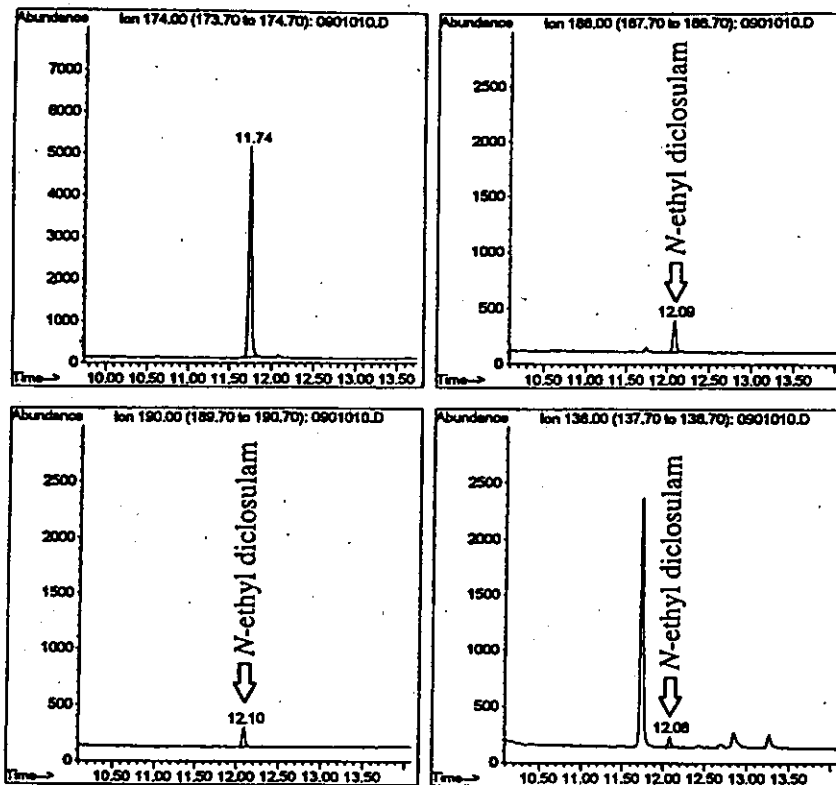 Abundance Ion 174.00 (173.70 to 174.70): 0901010.D
7000
6000
5000
4000
3000
2000
1000
0
11.74
Time--> 10.00 10.50 11.00 11.50 12.00 12.50 13.00 13.50
Abundance Ion 188.00 (187.70 to 188.70): 0901010.D
2500
2000
1500
1000
500
0
N-ethyl diclosulam
12.09
Time--> 10.50 11.00 11.50 12.00 12.50 13.00 13.50
Abundance Ion 190.00 (189.70 to 190.70): 0901010.D
2500
2000
1500
1000
500
0
N-ethyl diclosulam
12.10
Time--> 10.50 11.00 11.50 12.00 12.50 13.00 13.50
Abundance Ion 138.00 (137.70 to 138.70): 0901010.D
2500
2000
1500
1000
500
0
N-ethyl diclosulam
12.08
Time--> 10.50 11.00 11.50 12.00 12.50 13.00 13.50